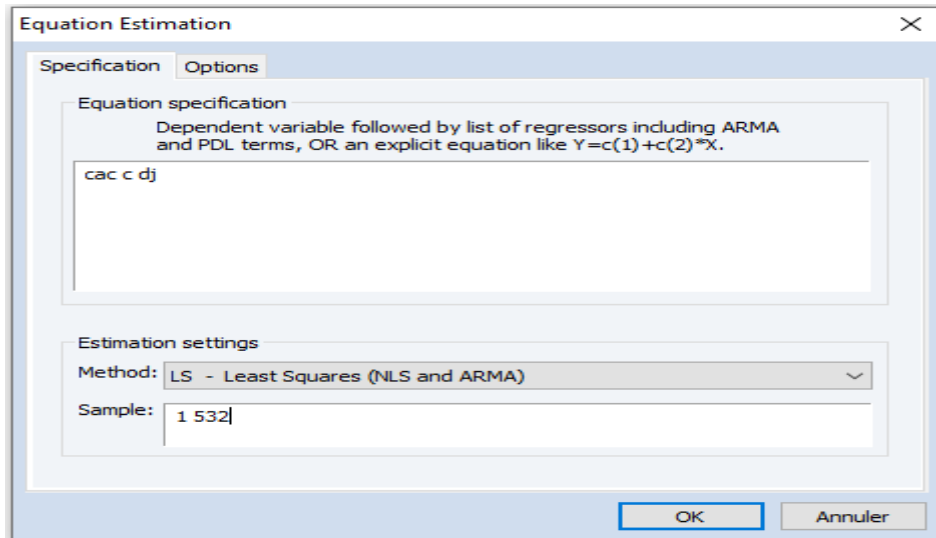 Equation Estimation
Specification Options
Equation specification
Dependent variable followed by list of regressors including ARMA
and PDL terms, OR an explicit equation like Y=c(1)+c(2)*X.
cac c dj
Estimation settings
Method: LS - Least Squares (NLS and ARMA)
Sample: 1 532
OK Annuler